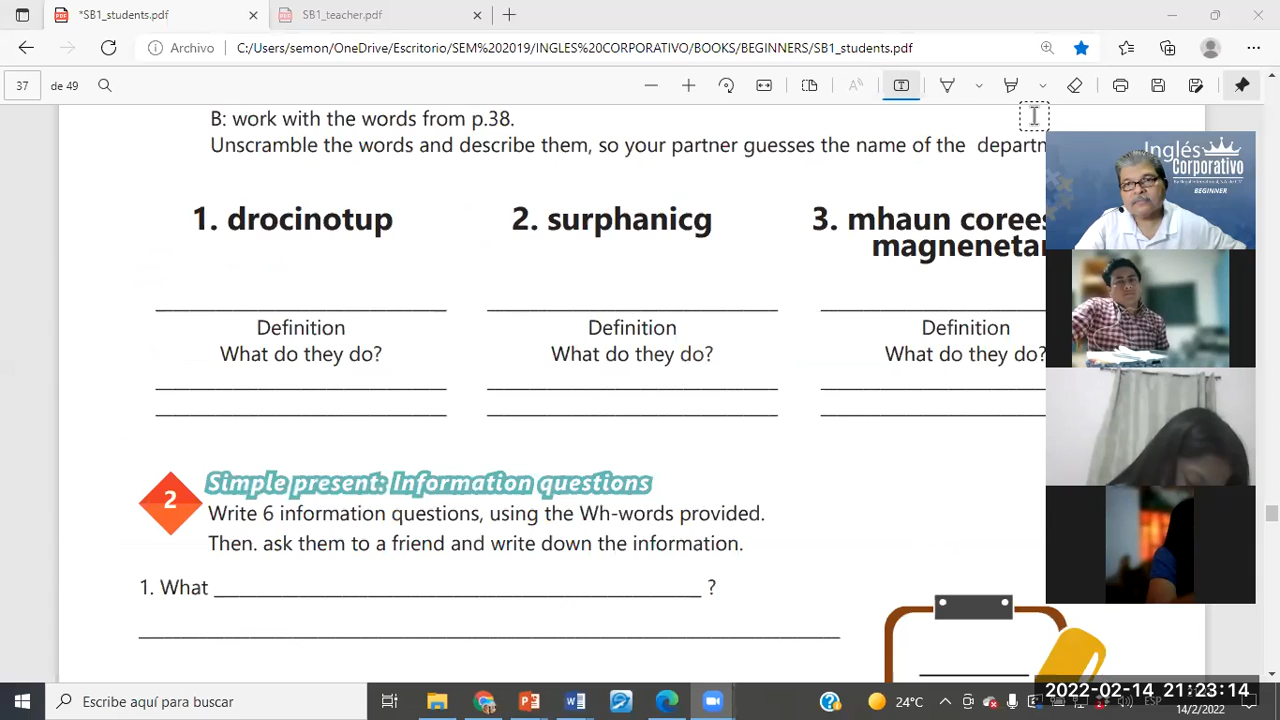 *SB1_students.pdf
SB1_teacher.pdf
Archivo
C:/Users/semon/OneDrive/Escritorio/SEM%202019/INGLES%20CORPORATIVO/BOOKS/BEGINNERS/SB1_students.pdf
37 de 49
B: work with the words from p.38.
Unscramble the words and describe them, so your partner guesses the name of the departm
Inglés
Corporativo
BEGINNER
1. drocinotup
2. surphanicg
3. mhaun corees
magnenetar
Definition
What do they do?
Definition
What do they do?
Definition
What do they do?
2
Simple present: Information questions
Write 6 information questions, using the Wh-words provided.
Then. ask them to a friend and write down the information.
1. What ______________________ ?
Escribe aquí para buscar
24°C
ESP
2022-02-14 21:23:14
14/2/2022